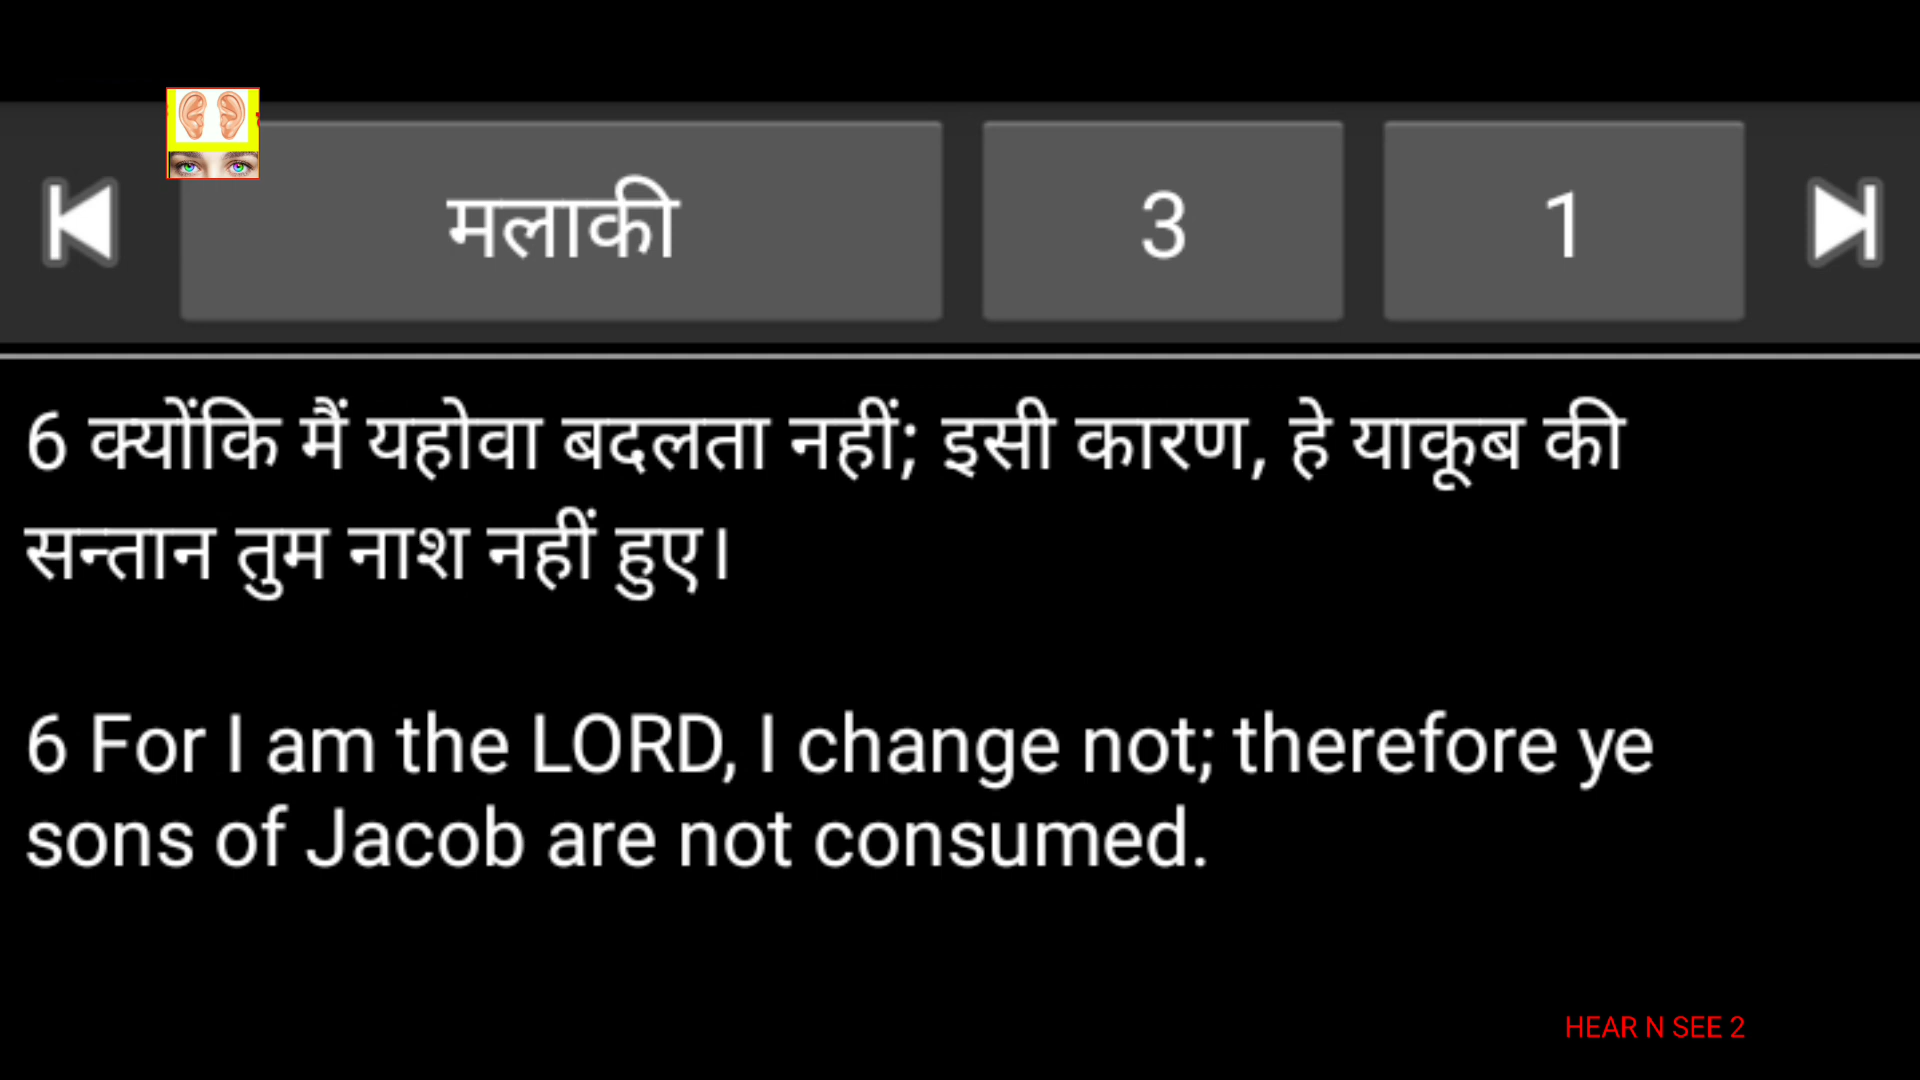 मलाकी
3
1
6 क्योंकि मैं यहोवा बदलता नहीं; इसी कारण, हे याकूब की
सन्तान तुम नाश नहीं हुए।
6 For I am the LORD, I change not; therefore ye
sons of Jacob are not consumed.
HEAR N SEE 2